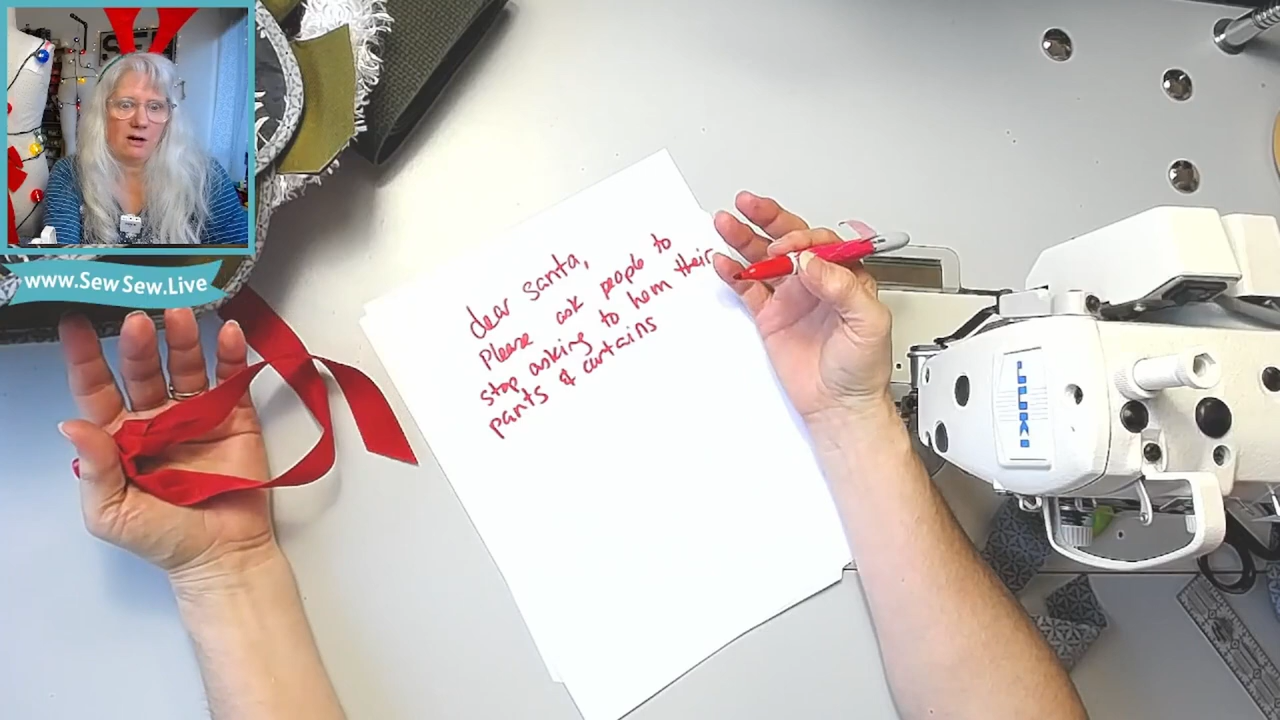 www.SewSew.Live
dear santa,
please ask people to
stop asking to hem their
pants & curtains